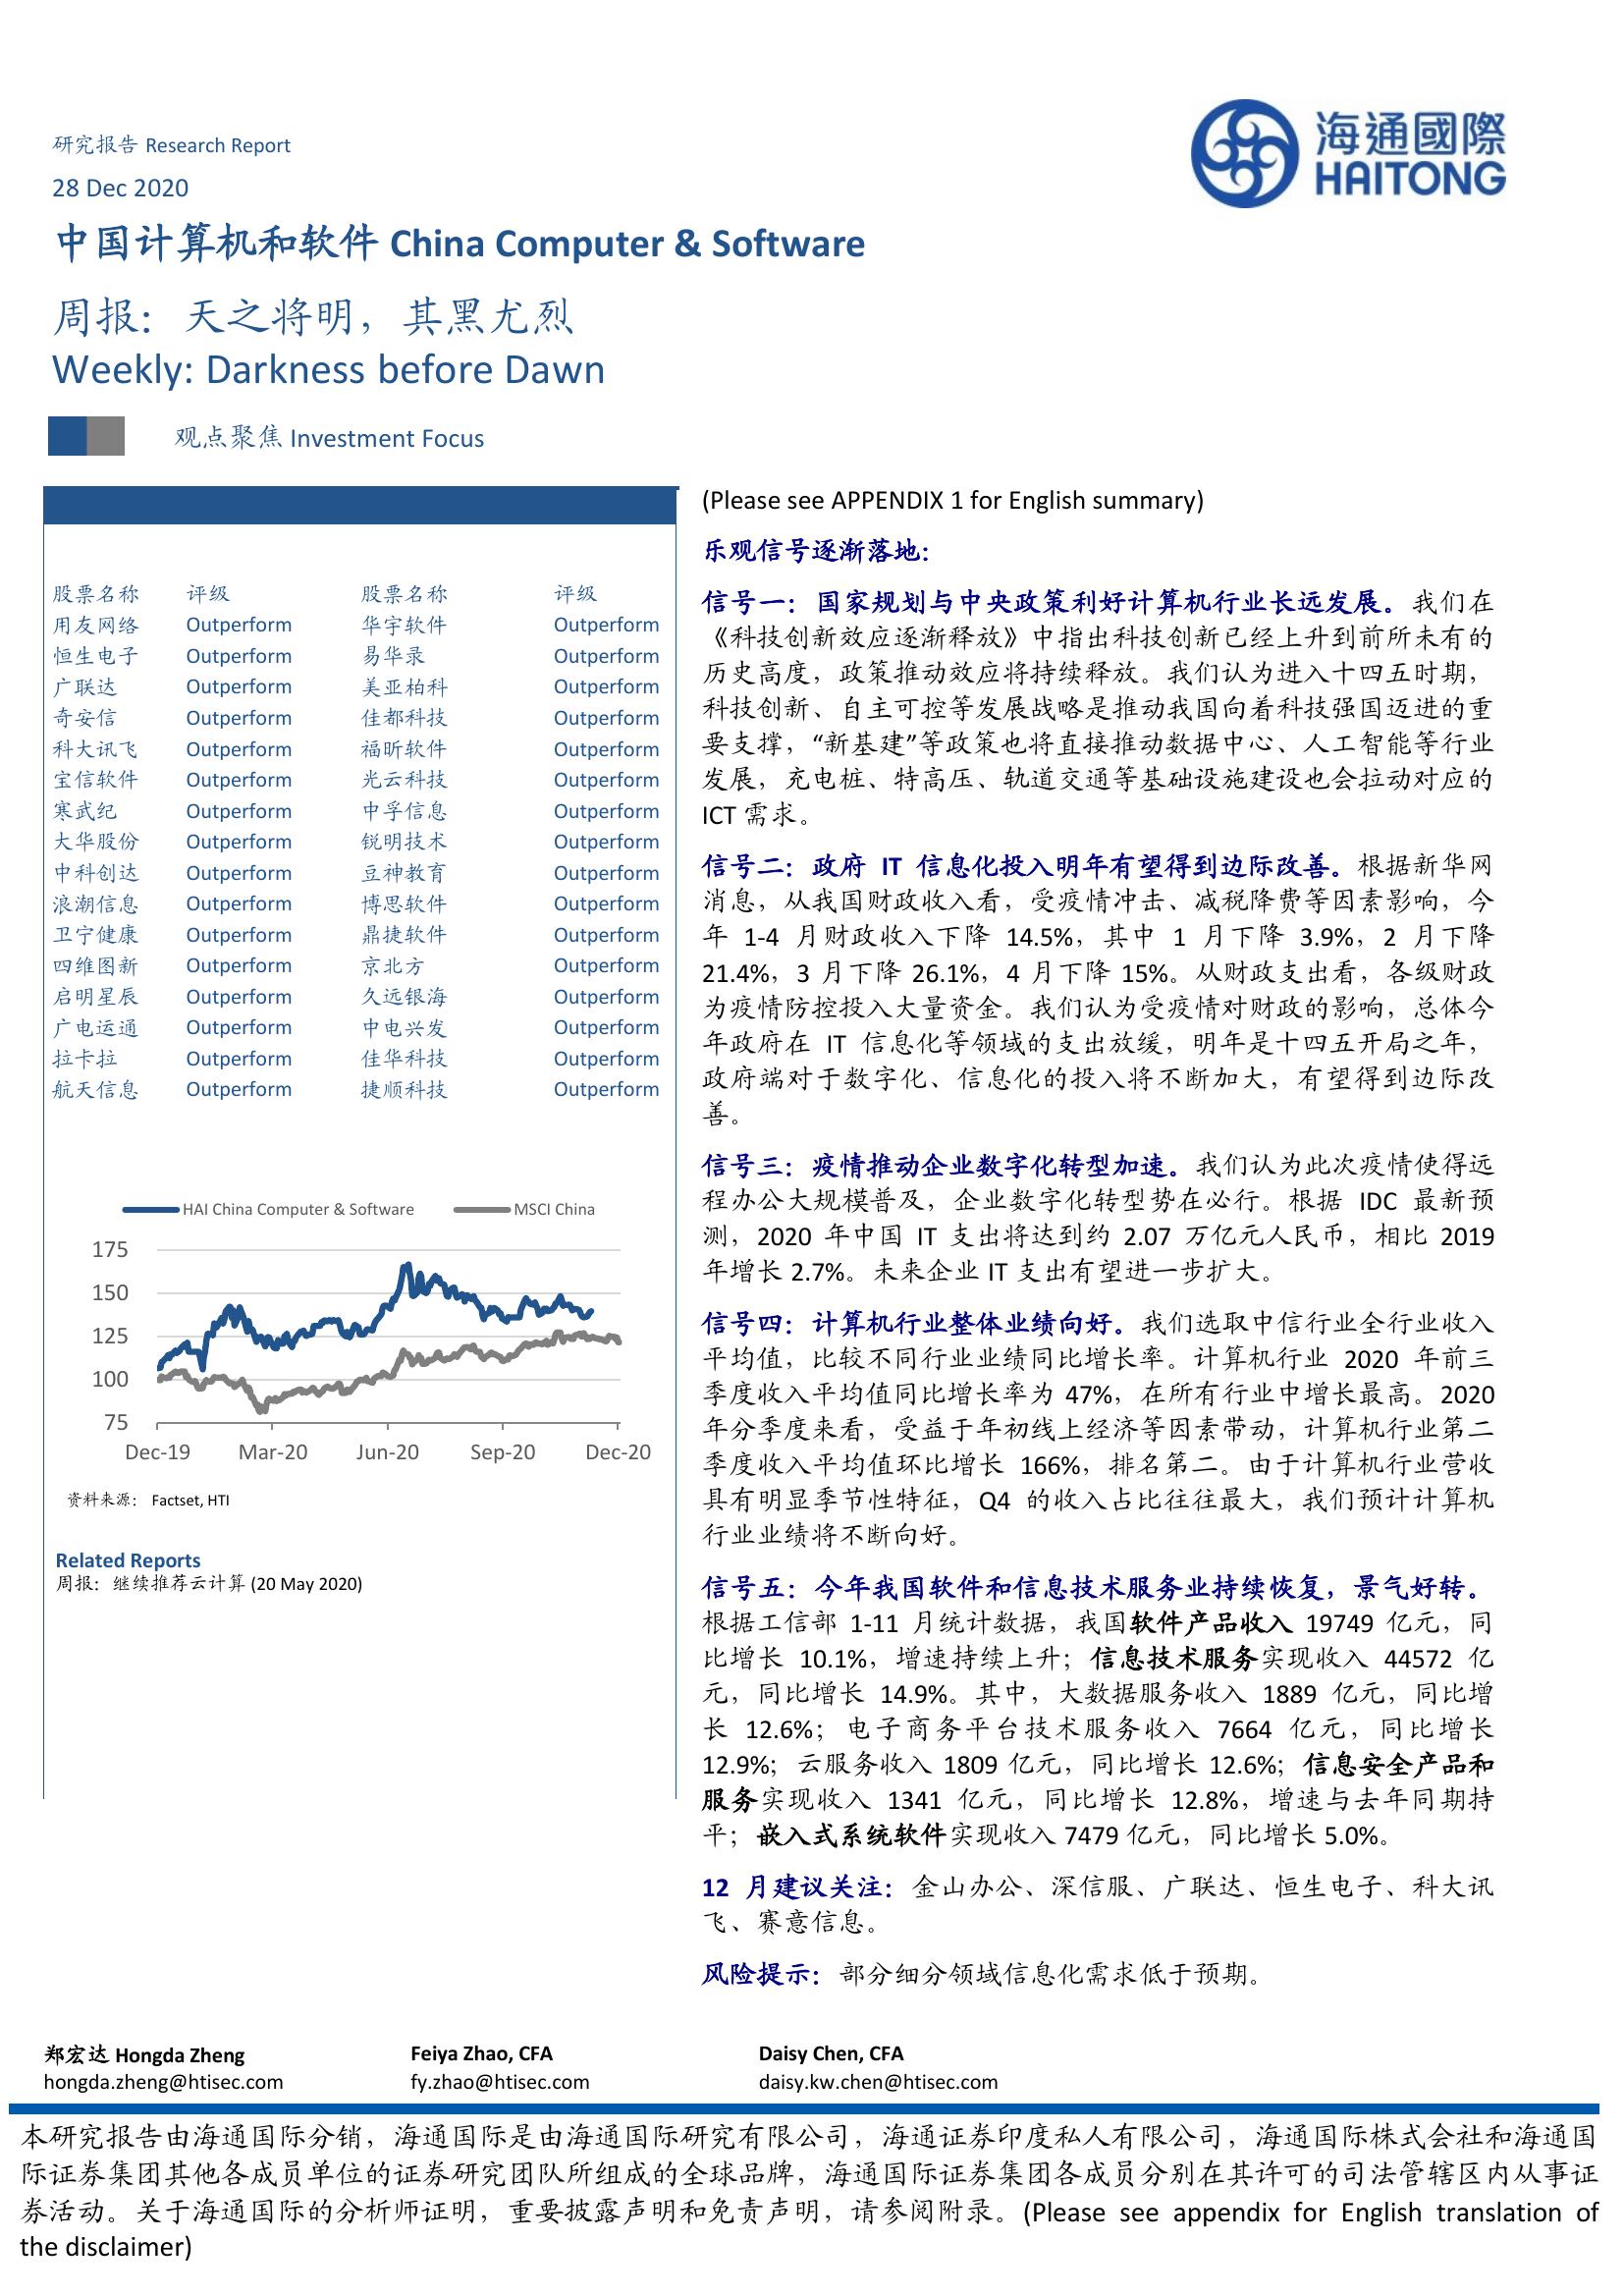 研究报告 Research Report
28 Dec 2020
海通國際
HAITONG
中国计算机和软件 China Computer & Software
周报：天之将明，其黑尤烈
Weekly: Darkness before Dawn
观点聚焦 Investment Focus
股票名称 评级 股票名称 评级
用友网络 Outperform 华宇软件 Outperform
恒生电子 Outperform 易华录 Outperform
广联达 Outperform 美亚柏科 Outperform
奇安信 Outperform 佳都科技 Outperform
科大讯飞 Outperform 福昕软件 Outperform
宝信软件 Outperform 光云科技 Outperform
寒武纪 Outperform 中孚信息 Outperform
大华股份 Outperform 锐明技术 Outperform
中科创达 Outperform 豆神教育 Outperform
浪潮信息 Outperform 博思软件 Outperform
卫宁健康 Outperform 鼎捷软件 Outperform
四维图新 Outperform 京北方 Outperform
启明星辰 Outperform 久远银海 Outperform
广电运通 Outperform 中电兴发 Outperform
拉卡拉 Outperform 佳华科技 Outperform
航天信息 Outperform 捷顺科技 Outperform
HAI China Computer & Software MSCI China
175
150
125
100
75
Dec-19 Mar-20 Jun-20 Sep-20 Dec-20
资料来源： Factset, HTI
Related Reports
周报：继续推荐云计算 (20 May 2020)
(Please see APPENDIX 1 for English summary)
乐观信号逐渐落地：
信号一：国家规划与中央政策利好计算机行业长远发展。我们在
《科技创新效应逐渐释放》中指出科技创新已经上升到前所未有的
历史高度，政策推动效应将持续释放。我们认为进入十四五时期，
科技创新、自主可控等发展战略是推动我国向着科技强国迈进的重
要支撑，“新基建”等政策也将直接推动数据中心、人工智能等行业
发展，充电桩、特高压、轨道交通等基础设施建设也会拉动对应的
ICT 需求。
信号二：政府 IT 信息化投入明年有望得到边际改善。根据新华网
消息，从我国财政收入看，受疫情冲击、减税降费等因素影响，今
年 1-4 月财政收入下降 14.5%，其中 1 月下降 3.9%，2 月下降
21.4%，3 月下降 26.1%，4 月下降 15%。从财政支出看，各级财政
为疫情防控投入大量资金。我们认为受疫情对财政的影响，总体今
年政府在 IT 信息化等领域的支出放缓，明年是十四五开局之年，
政府端对于数字化、信息化的投入将不断加大，有望得到边际改
善。
信号三：疫情推动企业数字化转型加速。我们认为此次疫情使得远
程办公大规模普及，企业数字化转型势在必行。根据 IDC 最新预
测，2020 年中国 IT 支出将达到约 2.07 万亿元人民币，相比 2019
年增长 2.7%。未来企业 IT 支出有望进一步扩大。
信号四：计算机行业整体业绩向好。我们选取中信行业全行业收入
平均值，比较不同行业业绩同比增长率。计算机行业 2020 年前三
季度收入平均值同比增长率为 47%，在所有行业中增长最高。2020
年分季度来看，受益于年初线上经济等因素带动，计算机行业第二
季度收入平均值环比增长 166%，排名第二。由于计算机行业营收
具有明显季节性特征，Q4 的收入占比往往最大，我们预计计算机
行业业绩将不断向好。
信号五：今年我国软件和信息技术服务业持续恢复，景气好转。
根据工信部 1-11 月统计数据，我国软件产品收入 19749 亿元，同
比增长 10.1%，增速持续上升；信息技术服务实现收入 44572 亿
元，同比增长 14.9%。其中，大数据服务收入 1889 亿元，同比增
长 12.6%；电子商务平台技术服务收入 7664 亿元，同比增长
12.9%；云服务收入 1809 亿元，同比增长 12.6%；信息安全产品和
服务实现收入 1341 亿元，同比增长 12.8%，增速与去年同期持
平；嵌入式系统软件实现收入 7479 亿元，同比增长 5.0%。
12 月建议关注：金山办公、深信服、广联达、恒生电子、科大讯
飞、赛意信息。
风险提示：部分细分领域信息化需求低于预期。
郑宏达 Hongda Zheng Feiya Zhao, CFA Daisy Chen, CFA
hongda.zheng@htisec.com fy.zhao@htisec.com daisy.kw.chen@htisec.com
本研究报告由海通国际分销，海通国际是由海通国际研究有限公司，海通证券印度私人有限公司，海通国际株式会社和海通国
际证券集团其他各成员单位的证券研究团队所组成的全球品牌，海通国际证券集团各成员分别在其许可的司法管辖区内从事证
券活动。关于海通国际的分析师证明，重要披露声明和免责声明，请参阅附录。(Please see appendix for English translation of
the disclaimer)